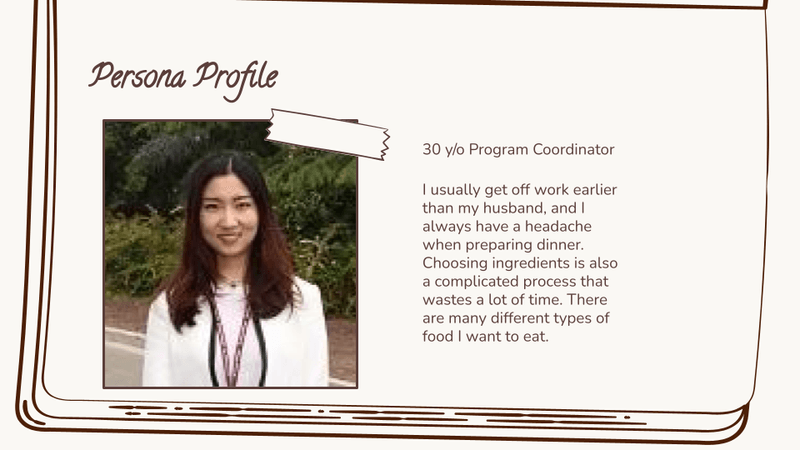 Persona Profile
30 y/o Program Coordinator
I usually get off work earlier
than my husband, and I
always have a headache
when preparing dinner.
Choosing ingredients is also
a complicated process that
wastes a lot of time. There
are many different types of
food I want to eat.